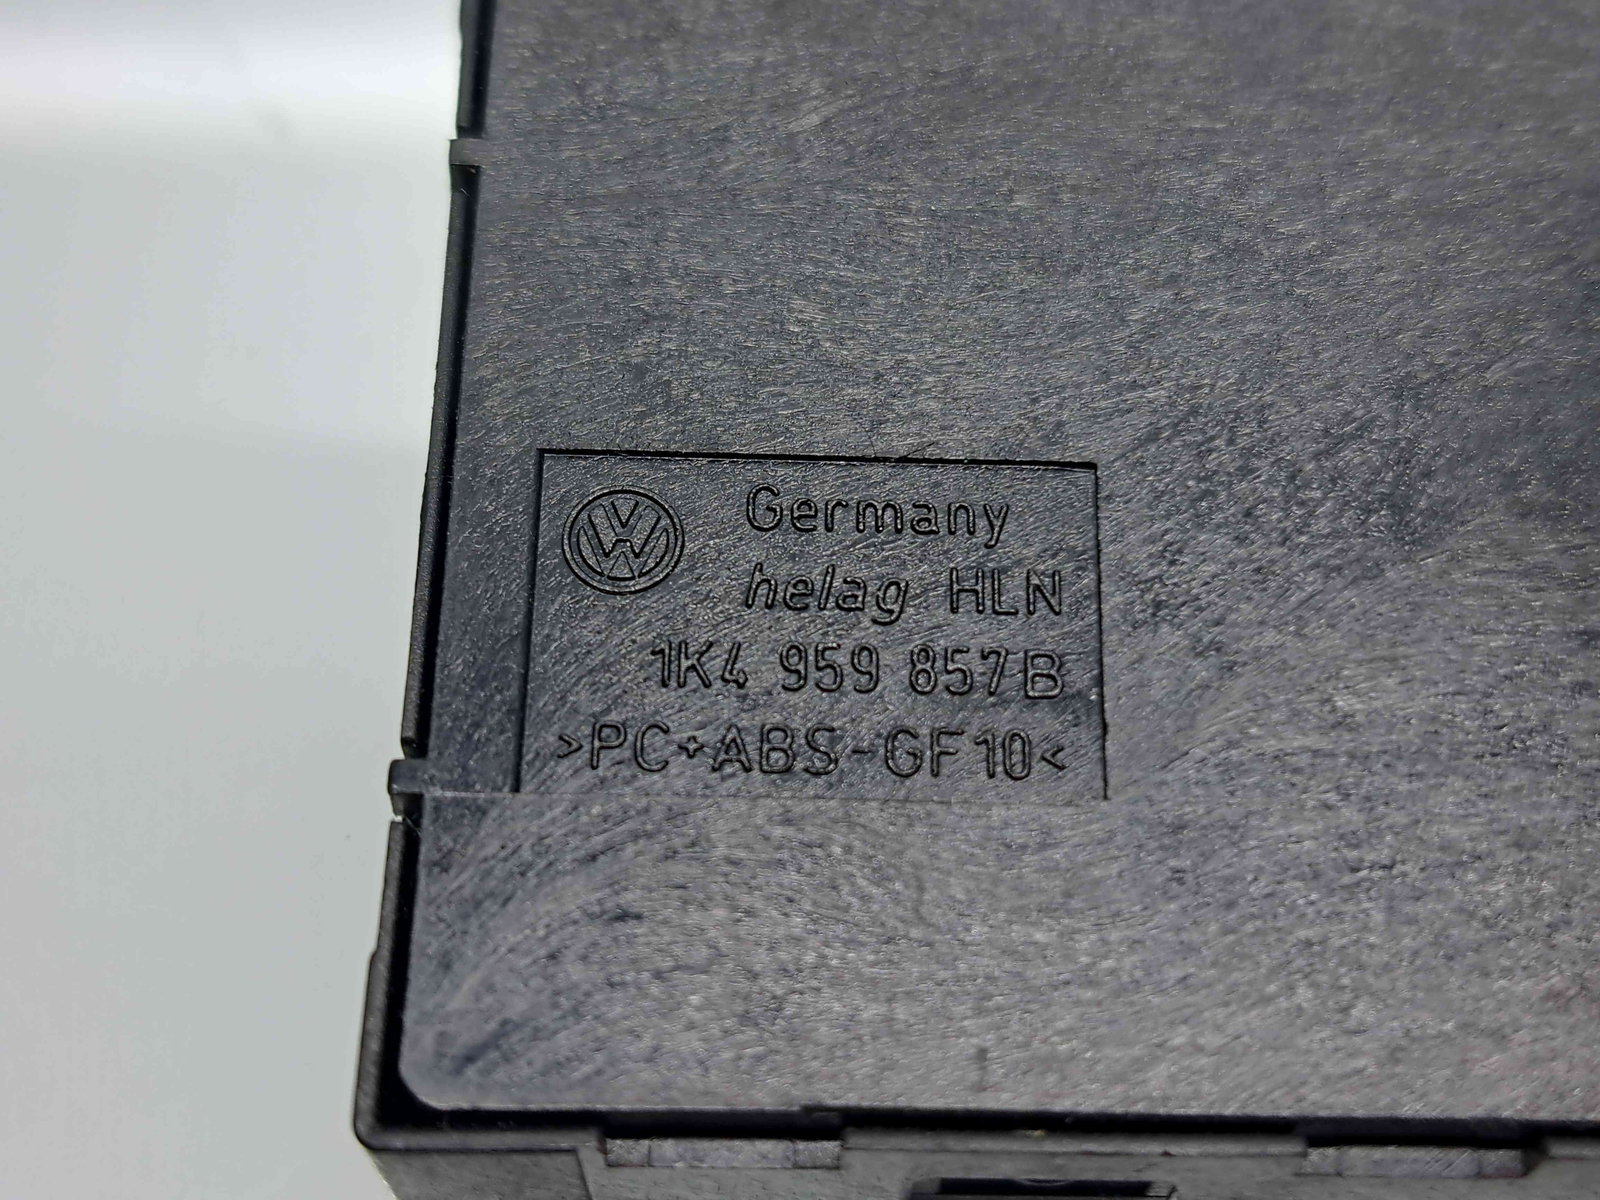 Germany
helag HLN
1K4 959 857 B
>PC+ABS-GF10<